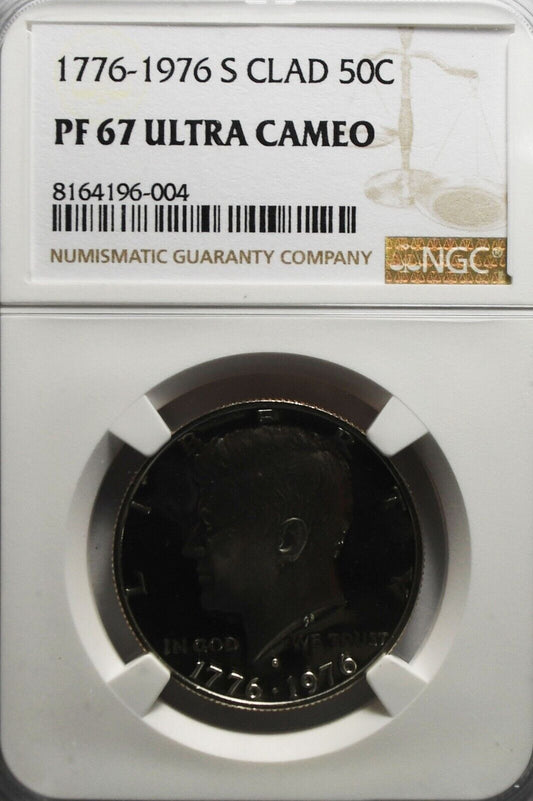 1776-1976 S CLAD 50C
PF 67 ULTRA CAMEO
8164196-004
NUMISMATIC GUARANTY COMPANY
NGC
LIBERTY
IN GOD WE TRUST
S
1776·1976